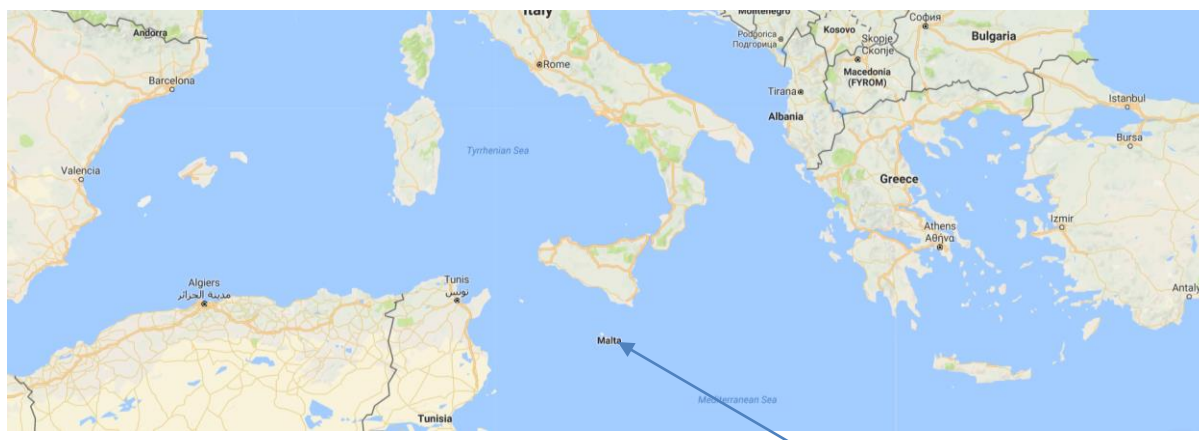 Italy
Montenegro
София
Andorra
Podgorica
Подгорица
Kosovo
Skopje
Скопје
Bulgaria
Rome
Macedonia
(FYROM)
Barcelona
Tirana
Istanbul
Albania
Bursa
Tyrrhenian Sea
Valencia
Greece
Izmir
Athens
Αθήνα
Algiers
مدينة الجزائر
Tunis
تونس
Antaly
Malta
Mediterranean Sea
Tunisia